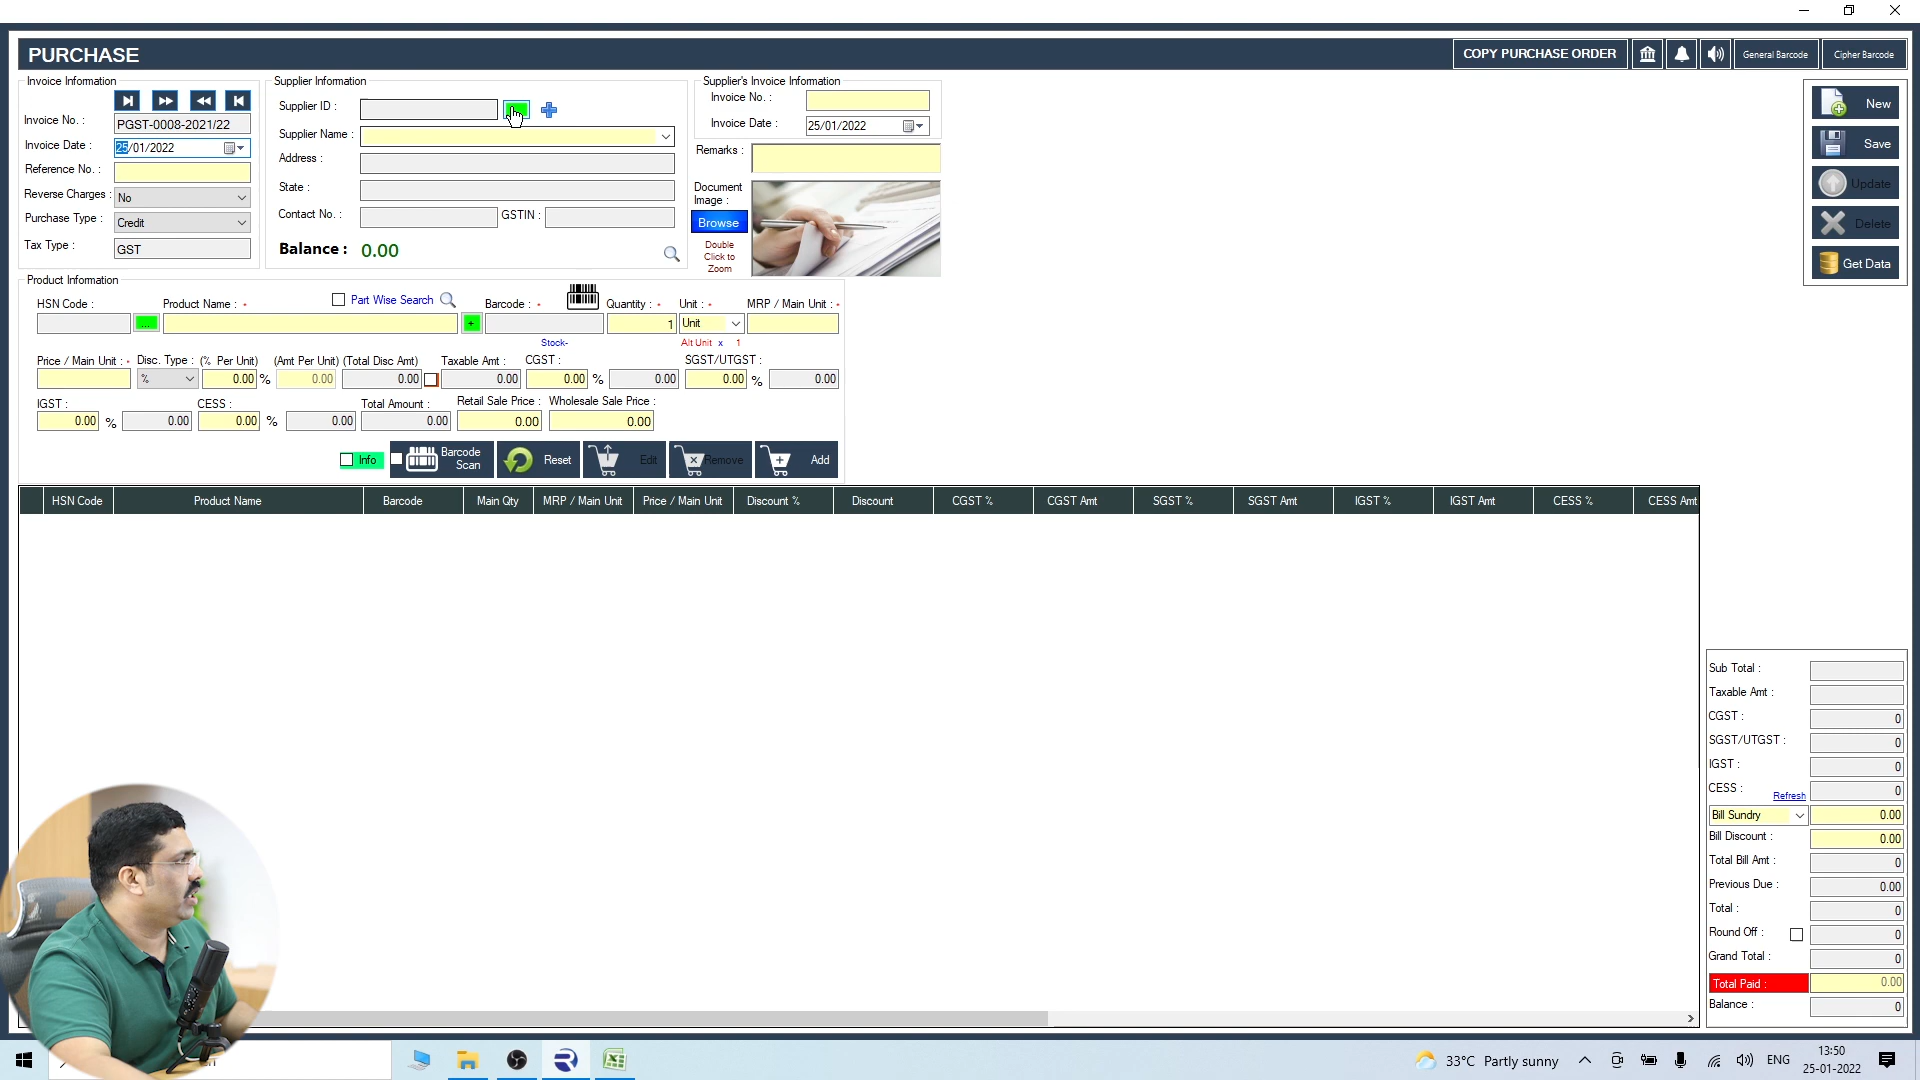 PURCHASE
COPY PURCHASE ORDER
General Barcode
Cipher Barcode
Invoice Information
Invoice No. :
PGST-0008-2021/22
Invoice Date :
25/01/2022
Reference No. :
Reverse Charges :
No
Purchase Type :
Credit
Tax Type :
GST
Supplier Information
Supplier ID :
Supplier Name :
Address :
State :
Contact No. :
GSTIN :
Balance : 0.00
Supplier's Invoice Information
Invoice No. :
Invoice Date :
25/01/2022
Remarks :
Document
Image :
Browse
Double
Click to
Zoom
New
Save
Update
Delete
Get Data
Product Information
HSN Code :
Product Name : *
Part Wise Search
Barcode : *
Quantity : *
Unit : *
MRP / Main Unit : *
...
+
1
Unit
Stock-
Alt Unit x 1
Price / Main Unit : *
Disc. Type :
(% Per Unit)
(Amt Per Unit)
(Total Disc Amt)
Taxable Amt :
CGST :
SGST/UTGST :
%
0.00 %
0.00
0.00
0.00
0.00 %
0.00
0.00 %
0.00
IGST :
CESS :
Total Amount :
Retail Sale Price :
Wholesale Sale Price :
0.00 %
0.00
0.00 %
0.00
0.00
0.00
0.00
Info
Barcode
Scan
Reset
Edit
Remove
Add
HSN Code
Product Name
Barcode
Main Qty
MRP / Main Unit
Price / Main Unit
Discount %
Discount
CGST %
CGST Amt
SGST %
SGST Amt
IGST %
IGST Amt
CESS %
CESS Amt
Sub Total :
Taxable Amt :
CGST :
0
SGST/UTGST :
0
IGST :
0
CESS :
Refresh
0
Bill Sundry
0.00
Bill Discount :
0.00
Total Bill Amt :
0
Previous Due :
0.00
Total :
0
Round Off :
0
Grand Total :
0
Total Paid :
0.00
Balance :
0
33°C Partly sunny
ENG
13:50
25-01-2022